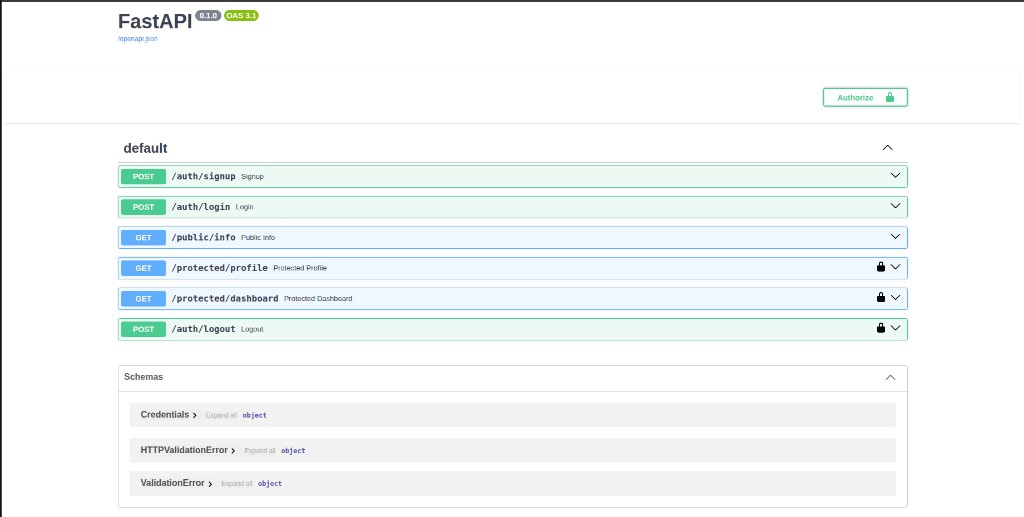 FastAPI 0.1.0 OAS 3.1
/openapi.json
Authorize
default
POST /auth/signup Signup
POST /auth/login Login
GET /public/info Public Info
GET /protected/profile Protected Profile
GET /protected/dashboard Protected Dashboard
POST /auth/logout Logout
Schemas
Credentials Expand all object
HTTPValidationError Expand all object
ValidationError Expand all object